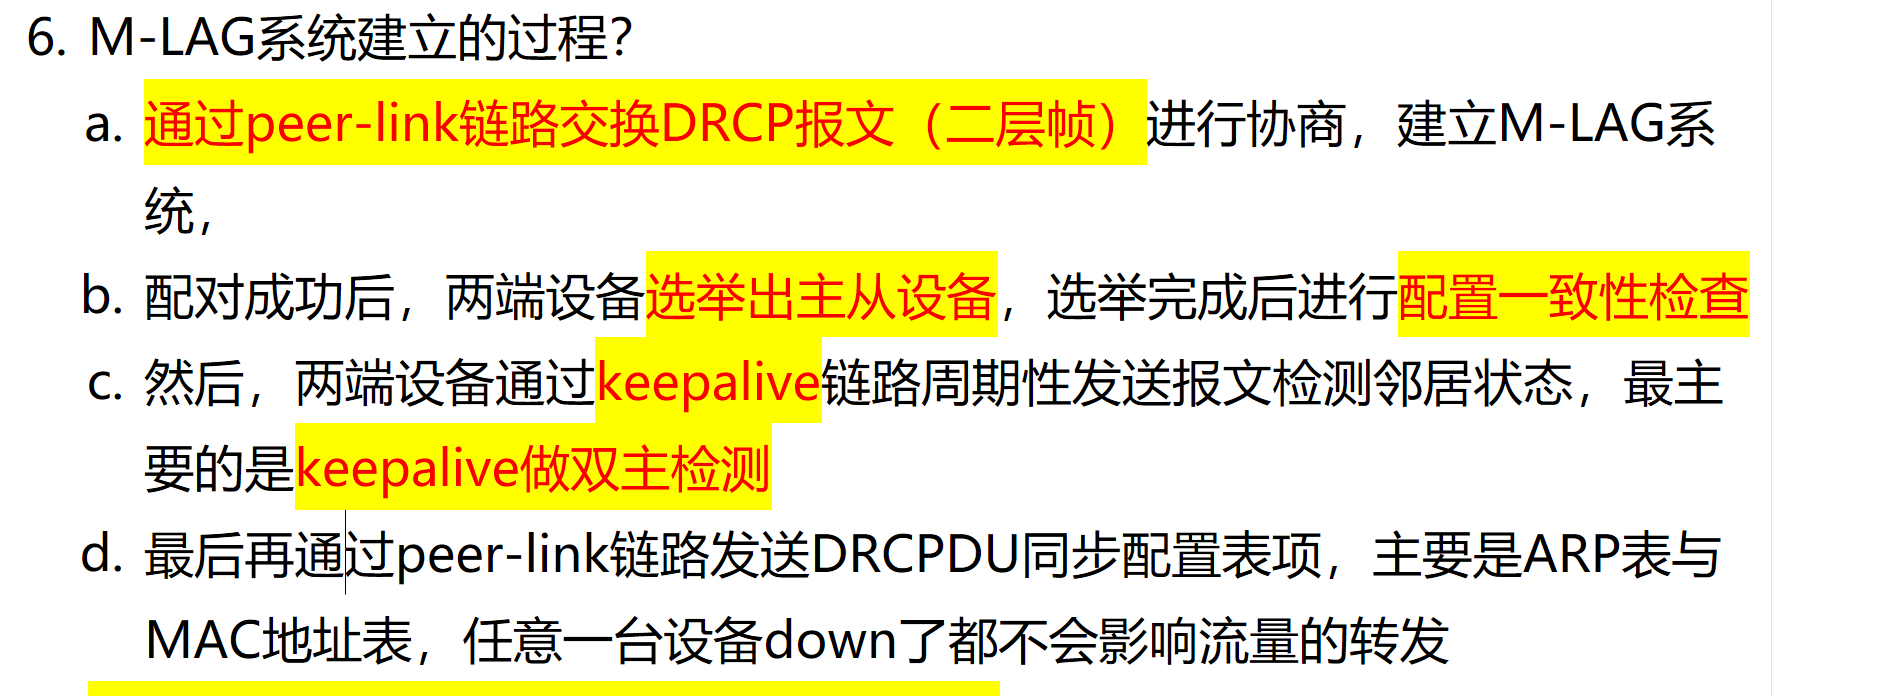 6. M-LAG系统建立的过程?
a. 通过peer-link链路交换DRCP报文（二层帧）进行协商，建立M-LAG系
统，
b. 配对成功后，两端设备选举出主从设备，选举完成后进行配置一致性检查
c. 然后，两端设备通过keepalive链路周期性发送报文检测邻居状态，最主
要的是keepalive做双主检测
d. 最后再通过peer-link链路发送DRCPDU同步配置表项，主要是ARP表与
MAC地址表，任意一台设备down了都不会影响流量的转发